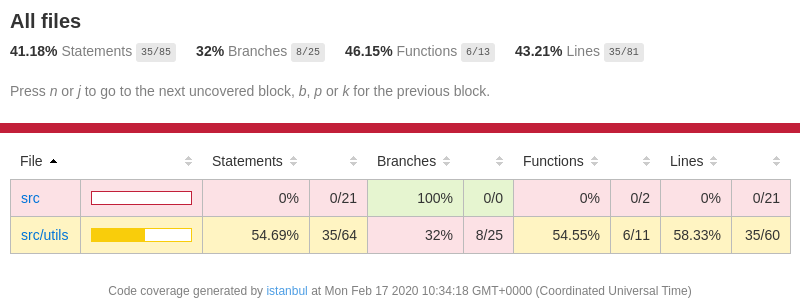 All files
41.18% Statements 35/85 32% Branches 8/25 46.15% Functions 6/13 43.21% Lines 35/81
Press n or j to go to the next uncovered block, b, p or k for the previous block.
File Statements Branches Functions Lines
src 0% 0/21 100% 0/0 0% 0/2 0% 0/21
src/utils 54.69% 35/64 32% 8/25 54.55% 6/11 58.33% 35/60
Code coverage generated by istanbul at Mon Feb 17 2020 10:34:18 GMT+0000 (Coordinated Universal Time)